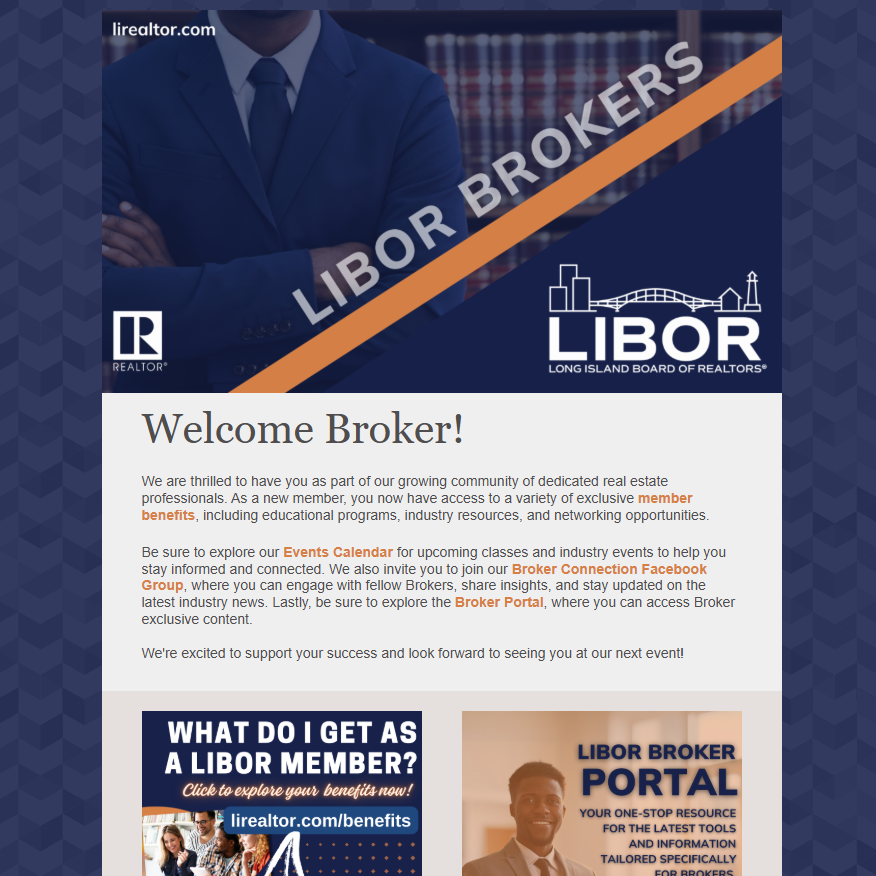 lirealtor.com
LIBOR BROKERS
REALTOR®
LIBOR
LONG ISLAND BOARD OF REALTORS®
Welcome Broker!
We are thrilled to have you as part of our growing community of dedicated real estate
professionals. As a new member, you now have access to a variety of exclusive member
benefits, including educational programs, industry resources, and networking opportunities.
Be sure to explore our Events Calendar for upcoming classes and industry events to help you
stay informed and connected. We also invite you to join our Broker Connection Facebook
Group, where you can engage with fellow Brokers, share insights, and stay updated on the
latest industry news. Lastly, be sure to explore the Broker Portal, where you can access Broker
exclusive content.
We're excited to support your success and look forward to seeing you at our next event!
WHAT DO I GET AS
A LIBOR MEMBER?
Click to explore your benefits now!
lirealtor.com/benefits
LIBOR BROKER
PORTAL
YOUR ONE-STOP RESOURCE
FOR THE LATEST TOOLS
AND INFORMATION
TAILORED SPECIFICALLY
FOR BROKERS.